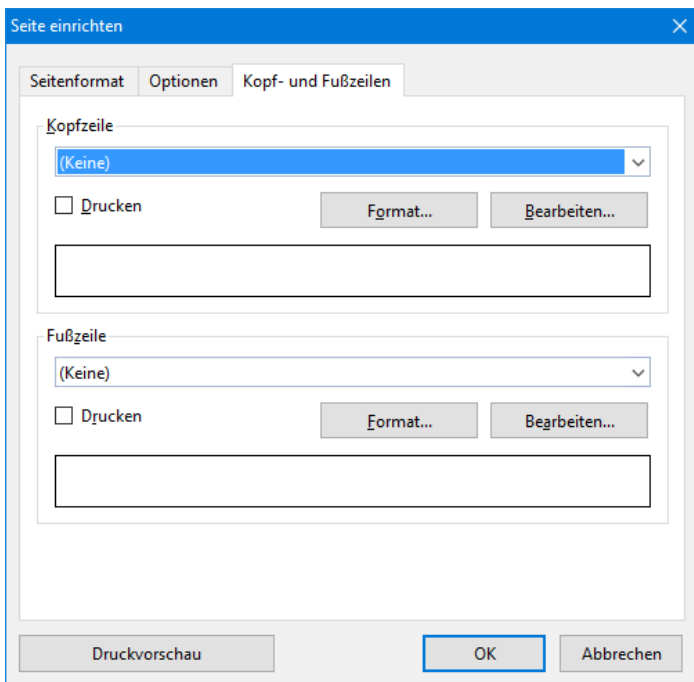 Seite einrichten
Seitenformat Optionen Kopf- und Fußzeilen
Kopfzeile
(Keine)
Drucken Format... Bearbeiten...
Fußzeile
(Keine)
Drucken Format... Bearbeiten...
Druckvorschau OK Abbrechen